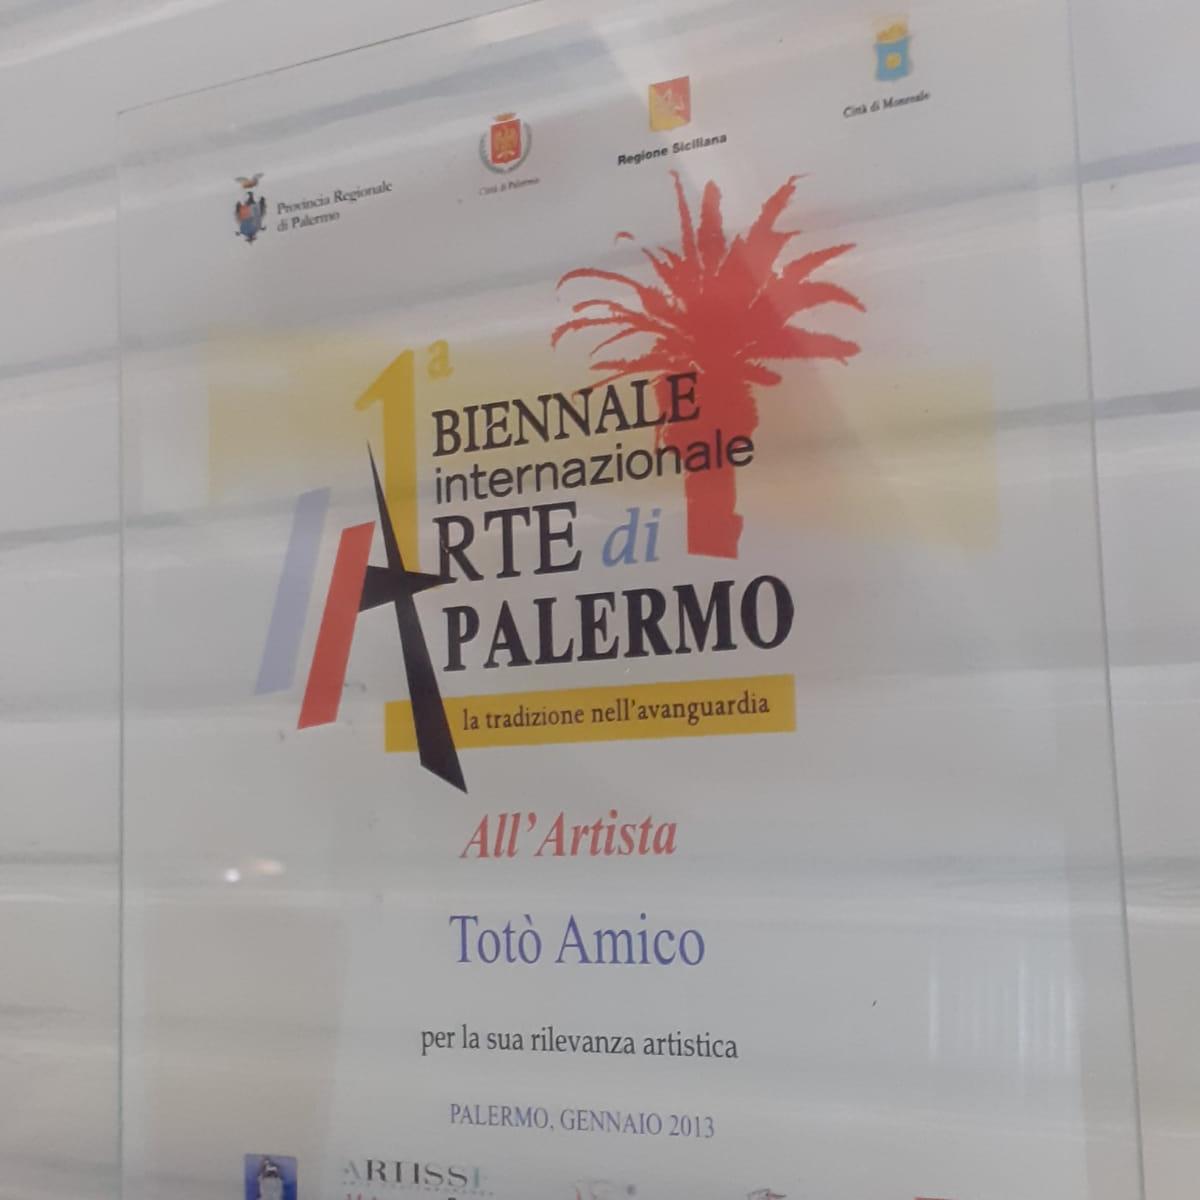 Provincia Regionale
di Palermo
Città di Palermo
Regione Siciliana
Città di Monreale
1a
BIENNALE
internazionale
ARTE di
PALERMO
la tradizione nell'avanguardia
All'Artista
Totò Amico
per la sua rilevanza artistica
PALERMO, GENNAIO 2013